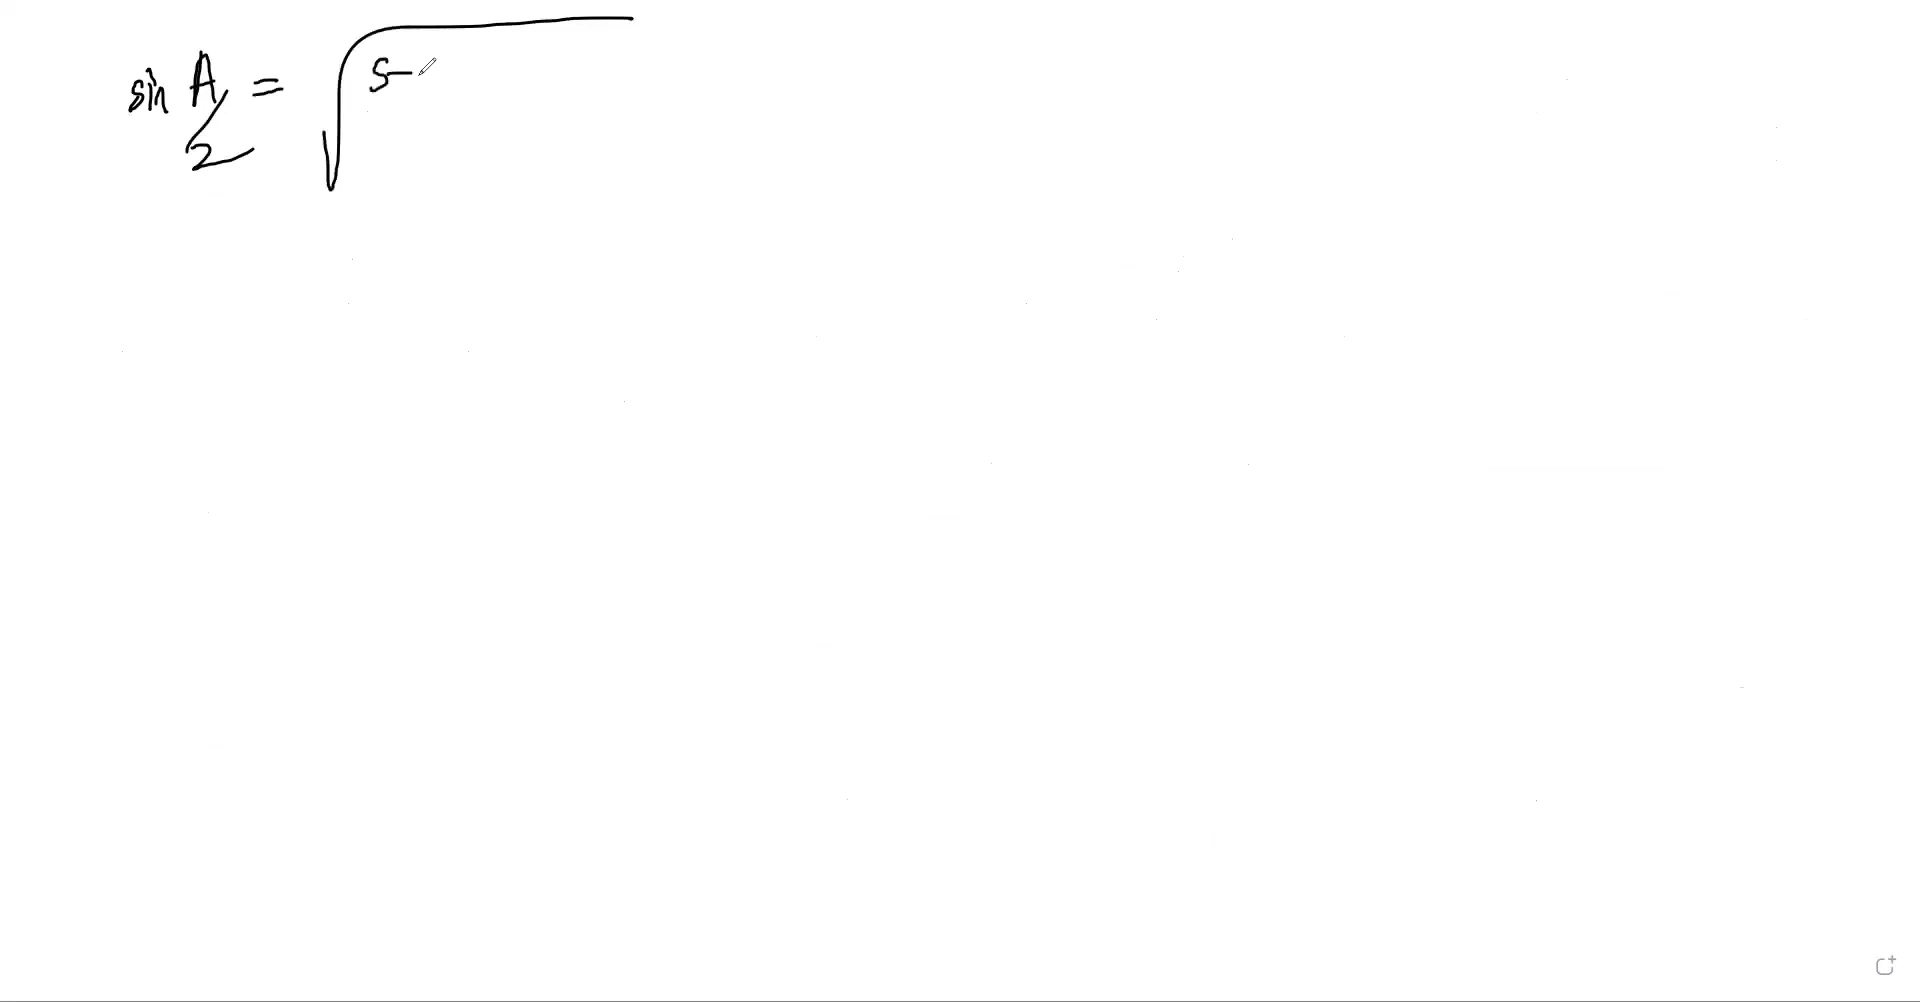 sin A/2 = √(s-